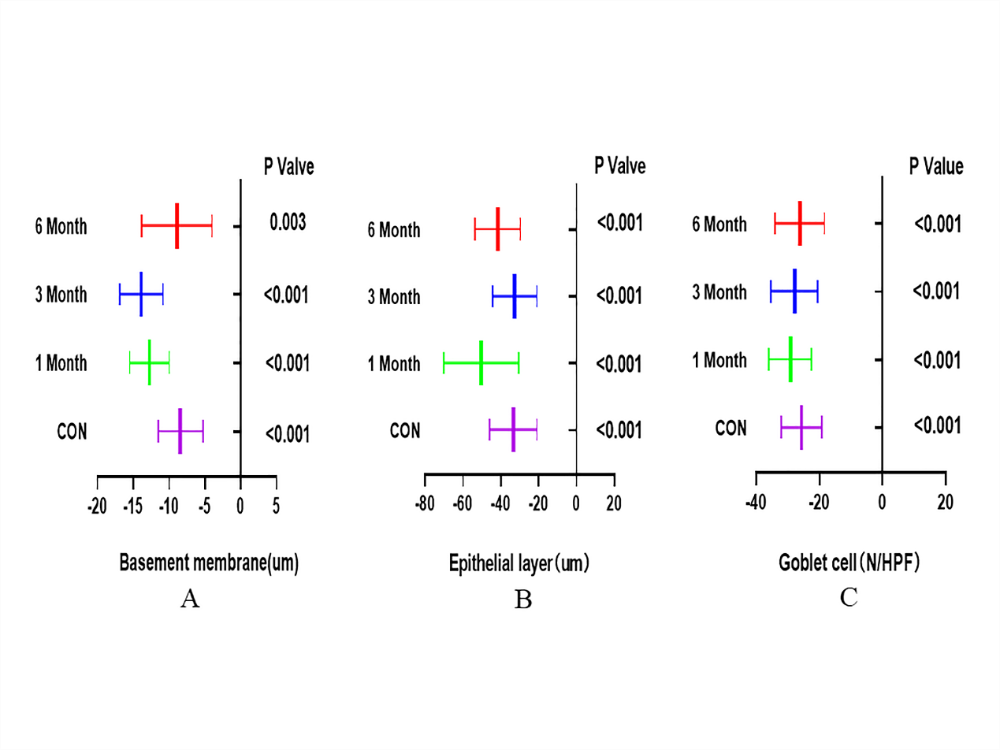 P Valve
6 Month 0.003
3 Month <0.001
1 Month <0.001
CON <0.001
-20 -15 -10 -5 0 5
Basement membrane(um)
A
P Valve
6 Month <0.001
3 Month <0.001
1 Month <0.001
CON <0.001
-80 -60 -40 -20 0 20
Epithelial layer(um)
B
P Value
6 Month <0.001
3 Month <0.001
1 Month <0.001
CON <0.001
-40 -20 0 20
Goblet cell(N/HPF)
C